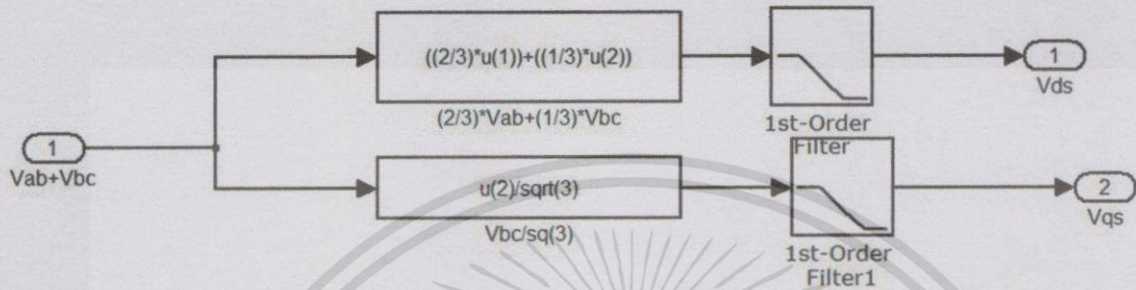 ((2/3)*u(1))+((1/3)*u(2))
(2/3)*Vab+(1/3)*Vbc
1st-Order
Filter
1
Vds
1
Vab+Vbc
u(2)/sqrt(3)
Vbc/sq(3)
1st-Order
Filter1
2
Vqs